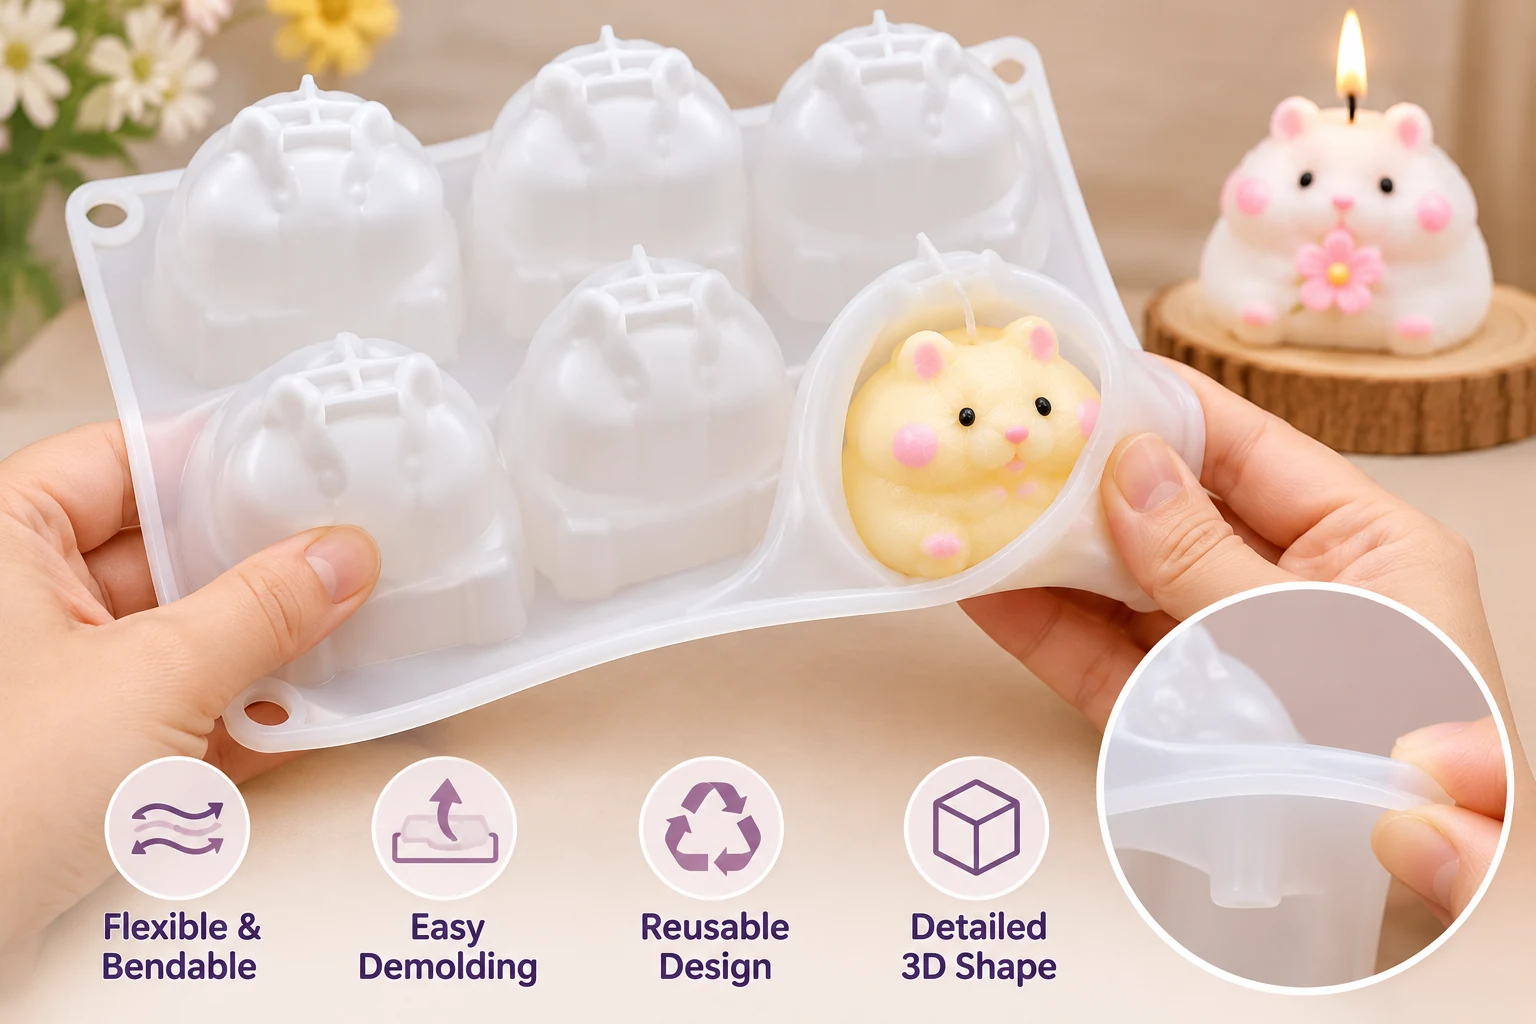 Flexible &
Bendable
Easy
Demolding
Reusable
Design
Detailed
3D Shape